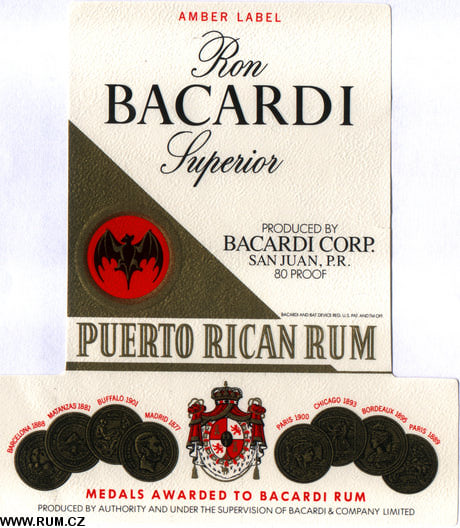 AMBER LABEL
Ron
BACARDI
Superior
PRODUCED BY
BACARDI CORP.
SAN JUAN, P.R.
80 PROOF
BACARDI AND BAT DEVICE REG. U.S. PAT. AND TM OFF.
PUERTO RICAN RUM
BARCELONA 1888
MATANZAS 1881
BUFFALO 1901
MADRID 1877
PARIS 1900
CHICAGO 1893
BORDEAUX 1895
PARIS 1889
MEDALS AWARDED TO BACARDI RUM
PRODUCED BY AUTHORITY AND UNDER THE SUPERVISION OF BACARDI & COMPANY LIMITED
WWW.RUM.CZ